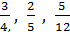 3/4, , 2/5 , 5/12